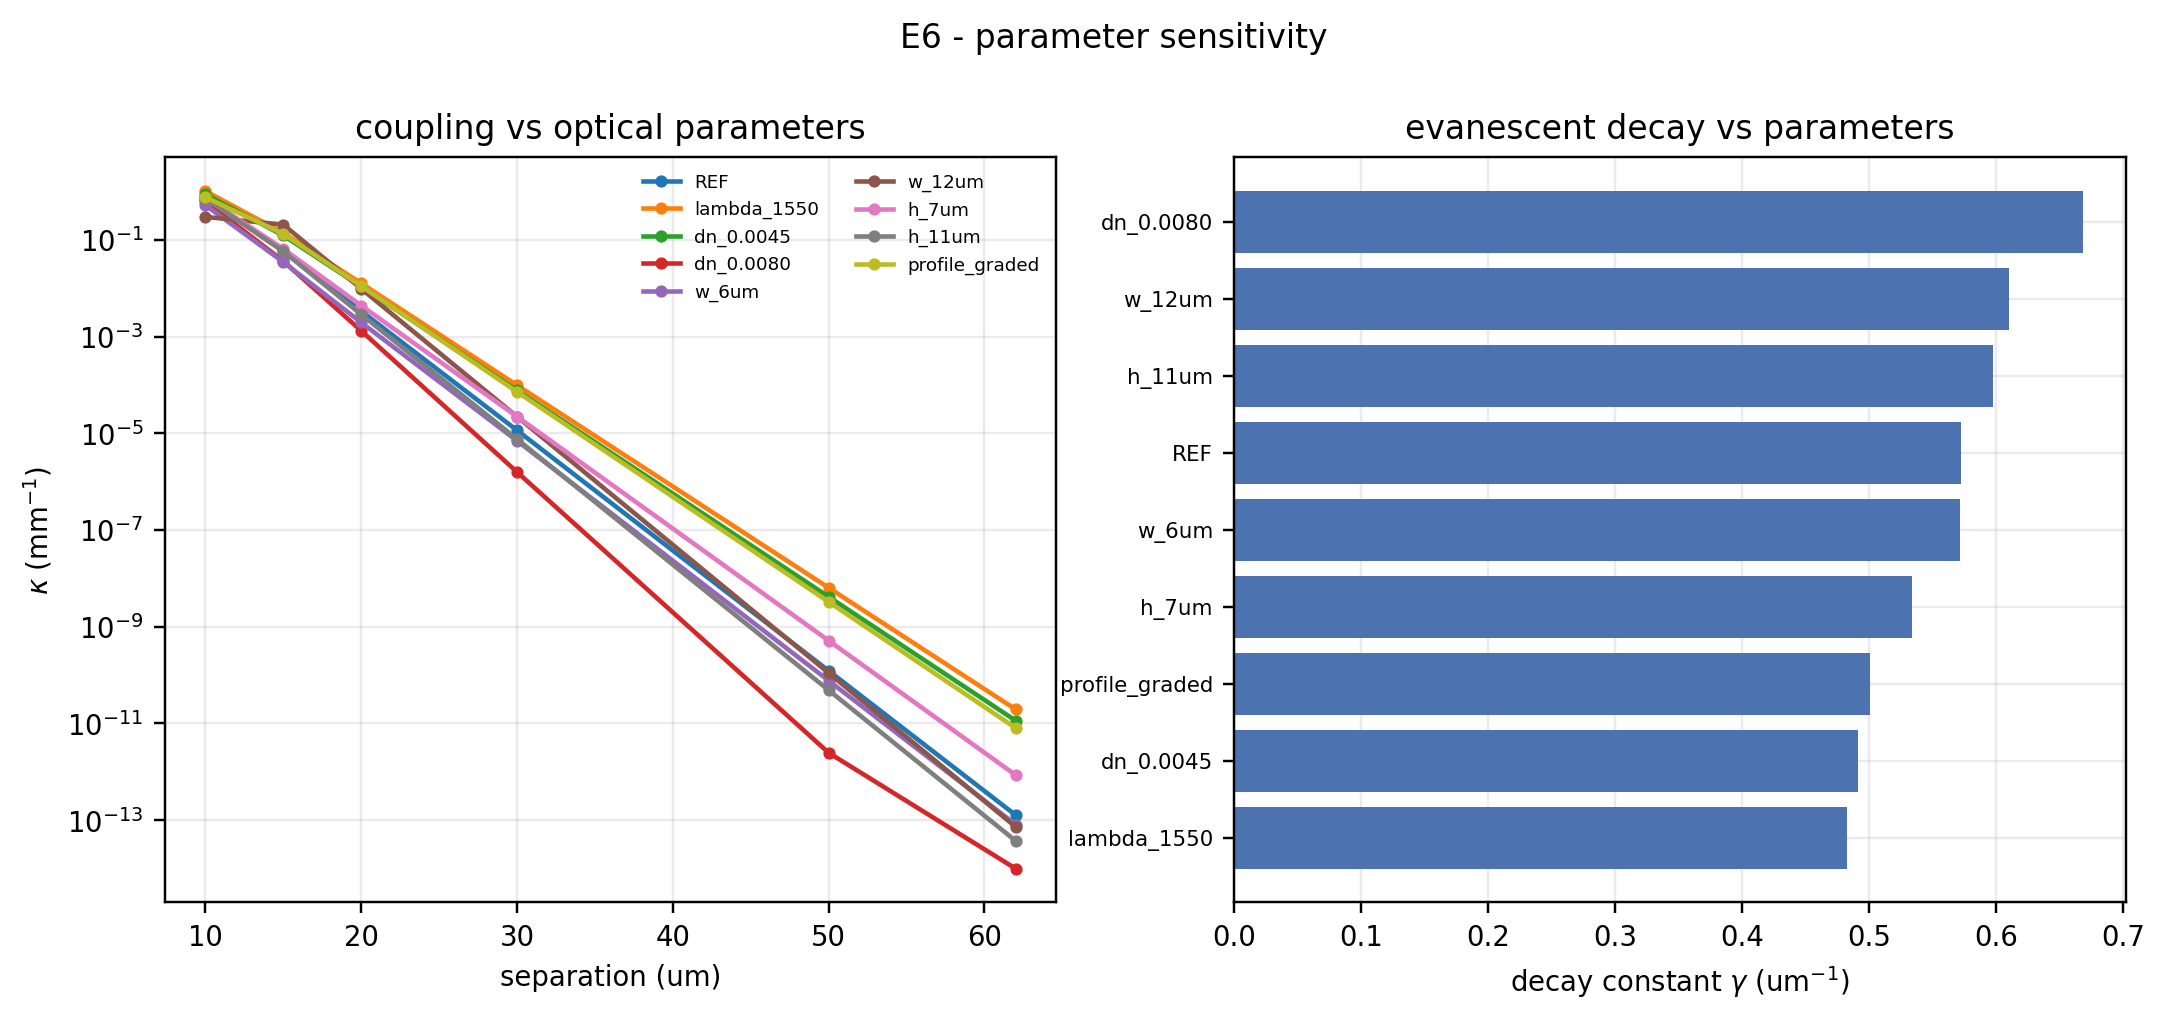 E6 - parameter sensitivity
coupling vs optical parameters
REF
lambda_1550
dn_0.0045
dn_0.0080
w_6um
w_12um
h_7um
h_11um
profile_graded
10⁻¹
10⁻³
10⁻⁵
10⁻⁷
10⁻⁹
10⁻¹¹
10⁻¹³
κ (mm⁻¹)
10 20 30 40 50 60
separation (um)
evanescent decay vs parameters
dn_0.0080
w_12um
h_11um
REF
w_6um
h_7um
profile_graded
dn_0.0045
lambda_1550
0.0 0.1 0.2 0.3 0.4 0.5 0.6 0.7
decay constant γ (um⁻¹)